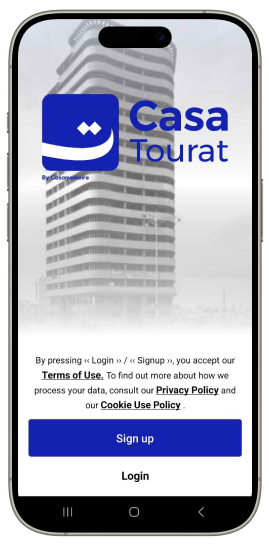 ت
Casa
Tourat
By Casamémoire
By pressing ‹‹ Login ›› / ‹‹ Signup ››, you accept our
Terms of Use. To find out more about how we
process your data, consult our Privacy Policy and
our Cookie Use Policy .
Sign up
Login